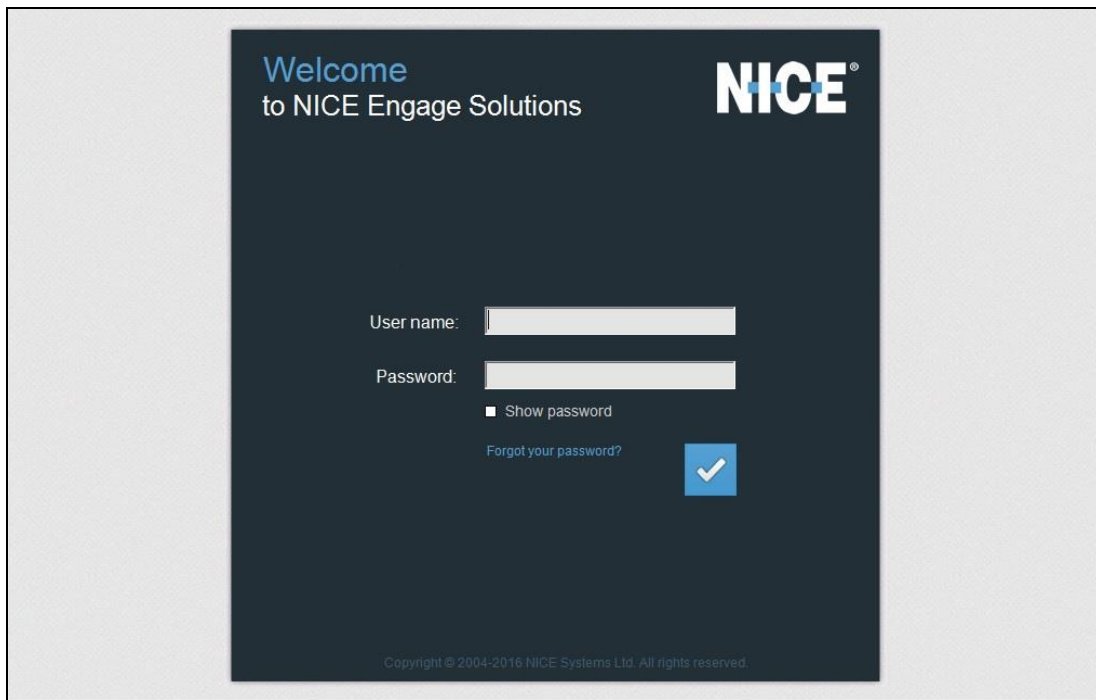 Welcome
to NICE Engage Solutions
NICE®
User name:
Password:
Show password
Forgot your password?
Copyright © 2004-2016 NICE Systems Ltd. All rights reserved.